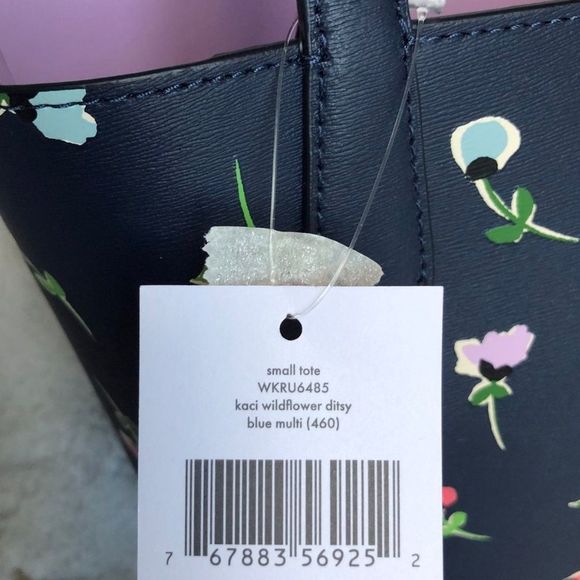 small tote
WKRU6485
kaci wildflower ditsy
blue multi (460)
7 67883 56925 2